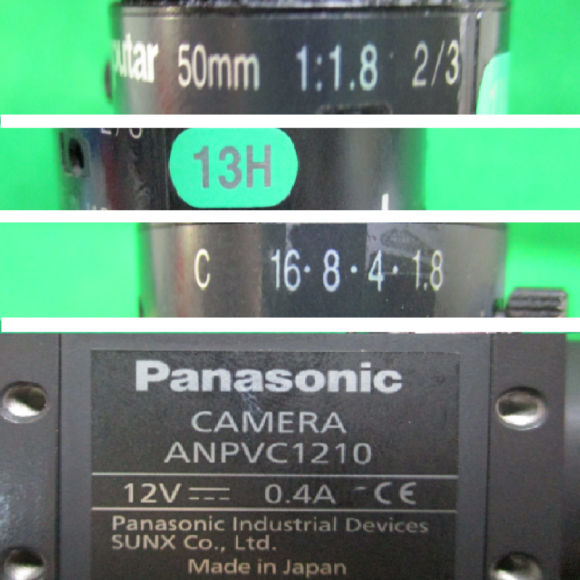 putar 50mm 1:1.8 2/3
13H
C 16·8·4·1.8
Panasonic
CAMERA
ANPVC1210
12V⎓ 0.4A CE
Panasonic Industrial Devices
SUNX Co., Ltd.
Made in Japan